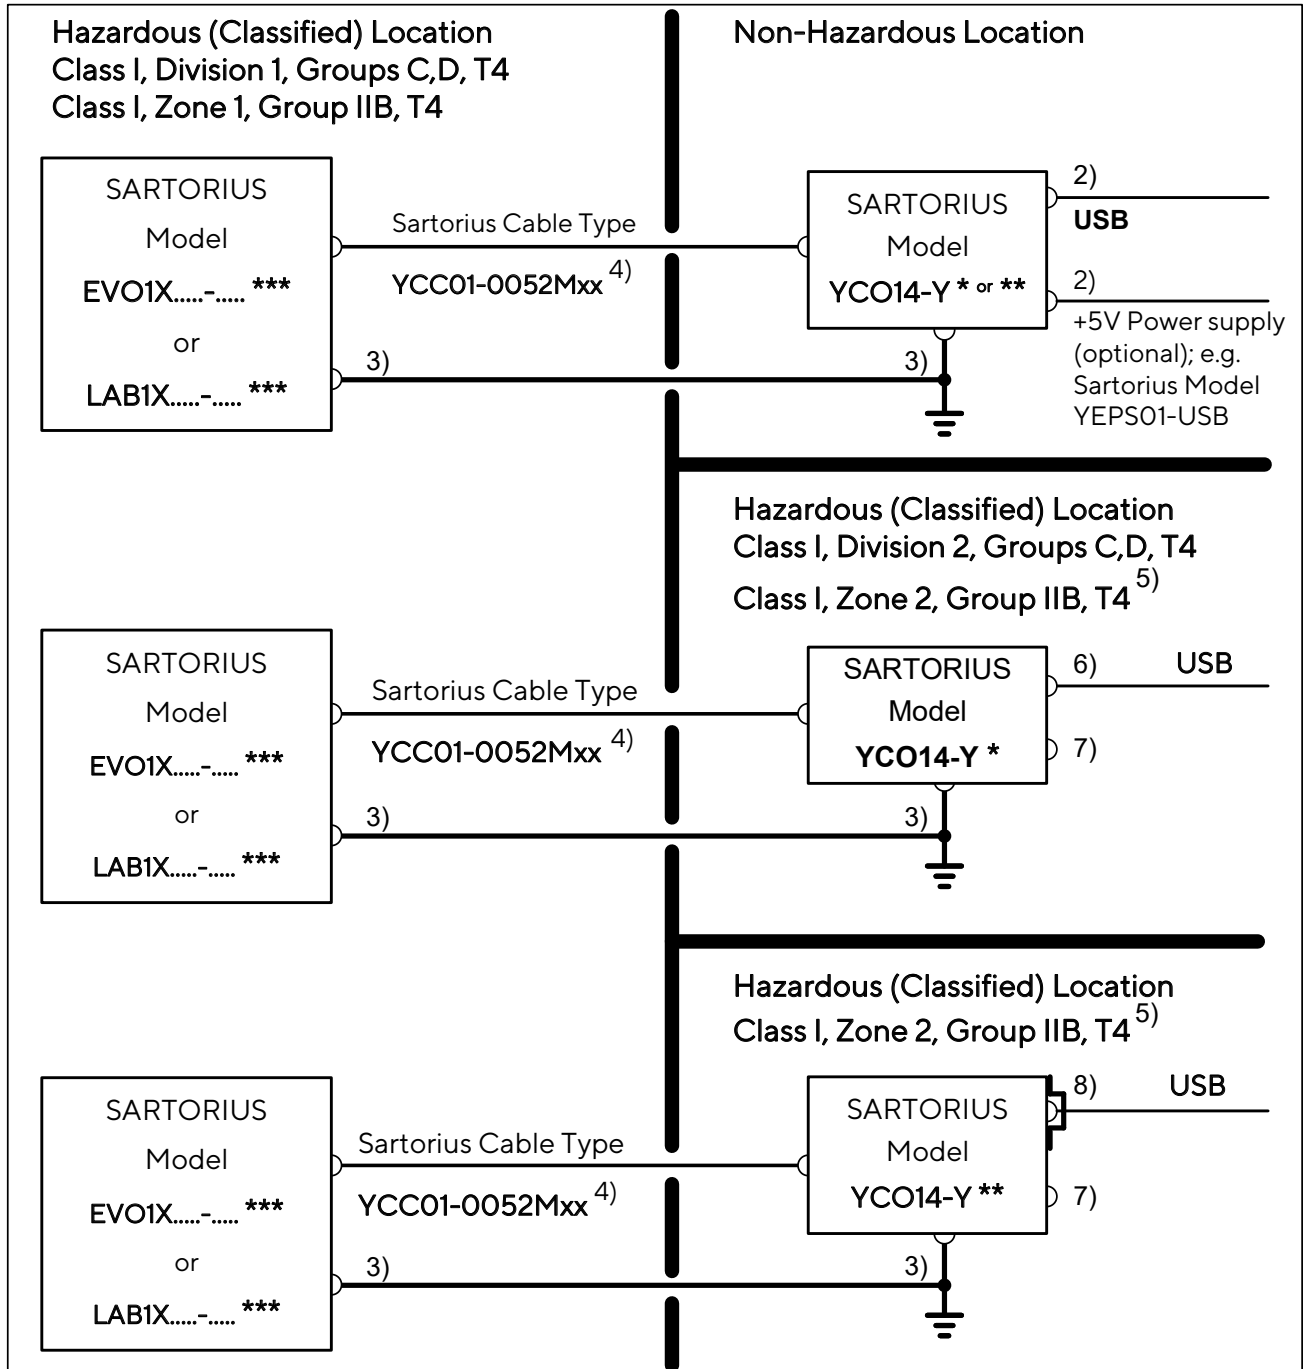 Hazardous (Classified) Location
Class I, Division 1, Groups C,D, T4
Class I, Zone 1, Group IIB, T4
Non-Hazardous Location
SARTORIUS
Model
EVO1X.....-..... ***
or
LAB1X.....-..... ***
Sartorius Cable Type
YCC01-0052Mxx 4)
3)
3)
SARTORIUS
Model
YCO14-Y * or **
2)
USB
2)
+5V Power supply
(optional); e.g.
Sartorius Model
YEPS01-USB
Hazardous (Classified) Location
Class I, Division 2, Groups C,D, T4
Class I, Zone 2, Group IIB, T4 5)
SARTORIUS
Model
EVO1X.....-..... ***
or
LAB1X.....-..... ***
Sartorius Cable Type
YCC01-0052Mxx 4)
3)
3)
SARTORIUS
Model
YCO14-Y *
6) USB
7)
Hazardous (Classified) Location
Class I, Zone 2, Group IIB, T4 5)
SARTORIUS
Model
EVO1X.....-..... ***
or
LAB1X.....-..... ***
Sartorius Cable Type
YCC01-0052Mxx 4)
3)
3)
SARTORIUS
Model
YCO14-Y **
8) USB
7)